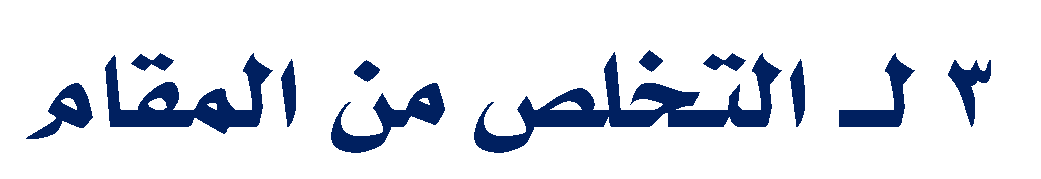 ٣ لـ التخلص من المقام